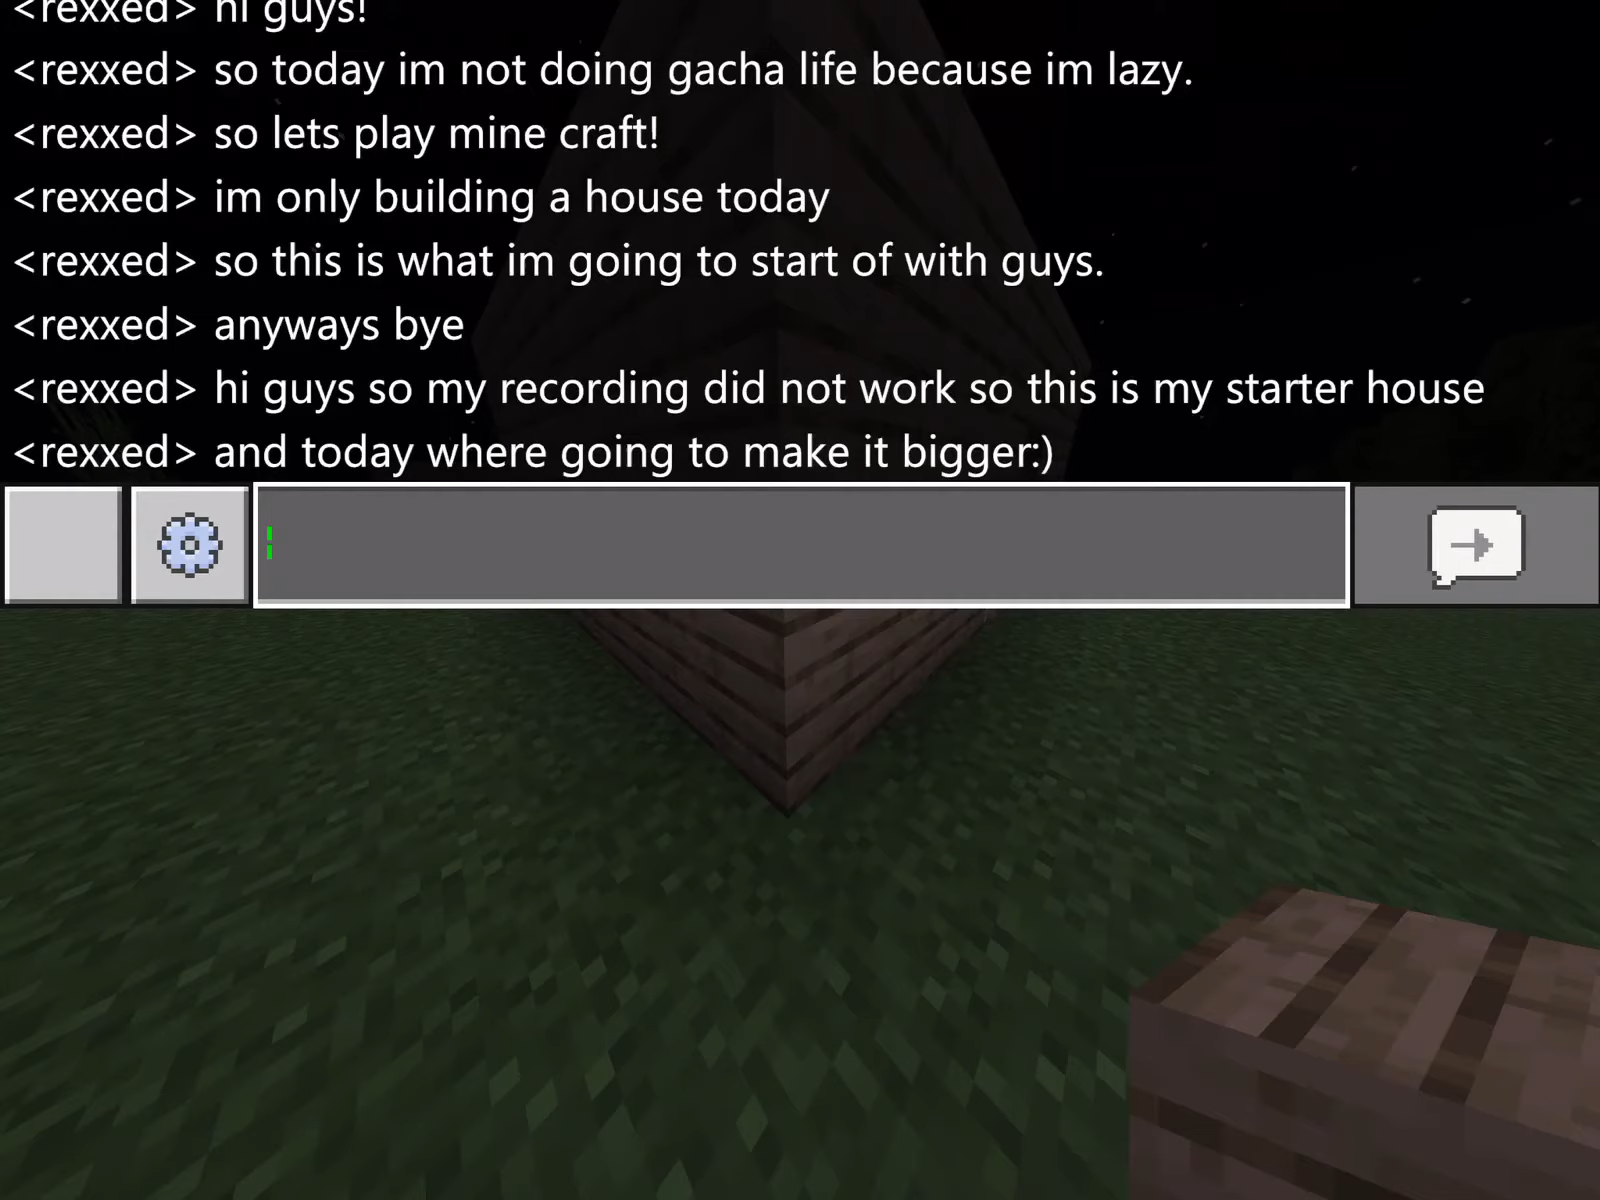 <rexxed> hi guys!
<rexxed> so today im not doing gacha life because im lazy.
<rexxed> so lets play mine craft!
<rexxed> im only building a house today
<rexxed> so this is what im going to start of with guys.
<rexxed> anyways bye
<rexxed> hi guys so my recording did not work so this is my starter house
<rexxed> and today where going to make it bigger:)